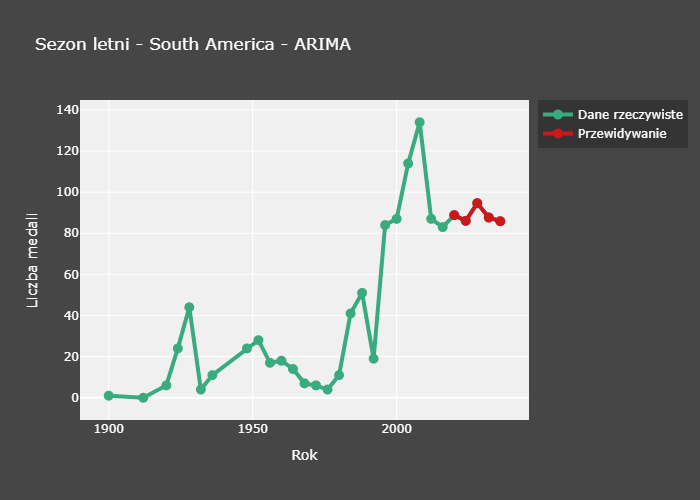 Sezon letni - South America - ARIMA
Dane rzeczywiste
Przewidywanie
140
120
100
80
60
40
20
0
Liczba medali
1900
1950
2000
Rok